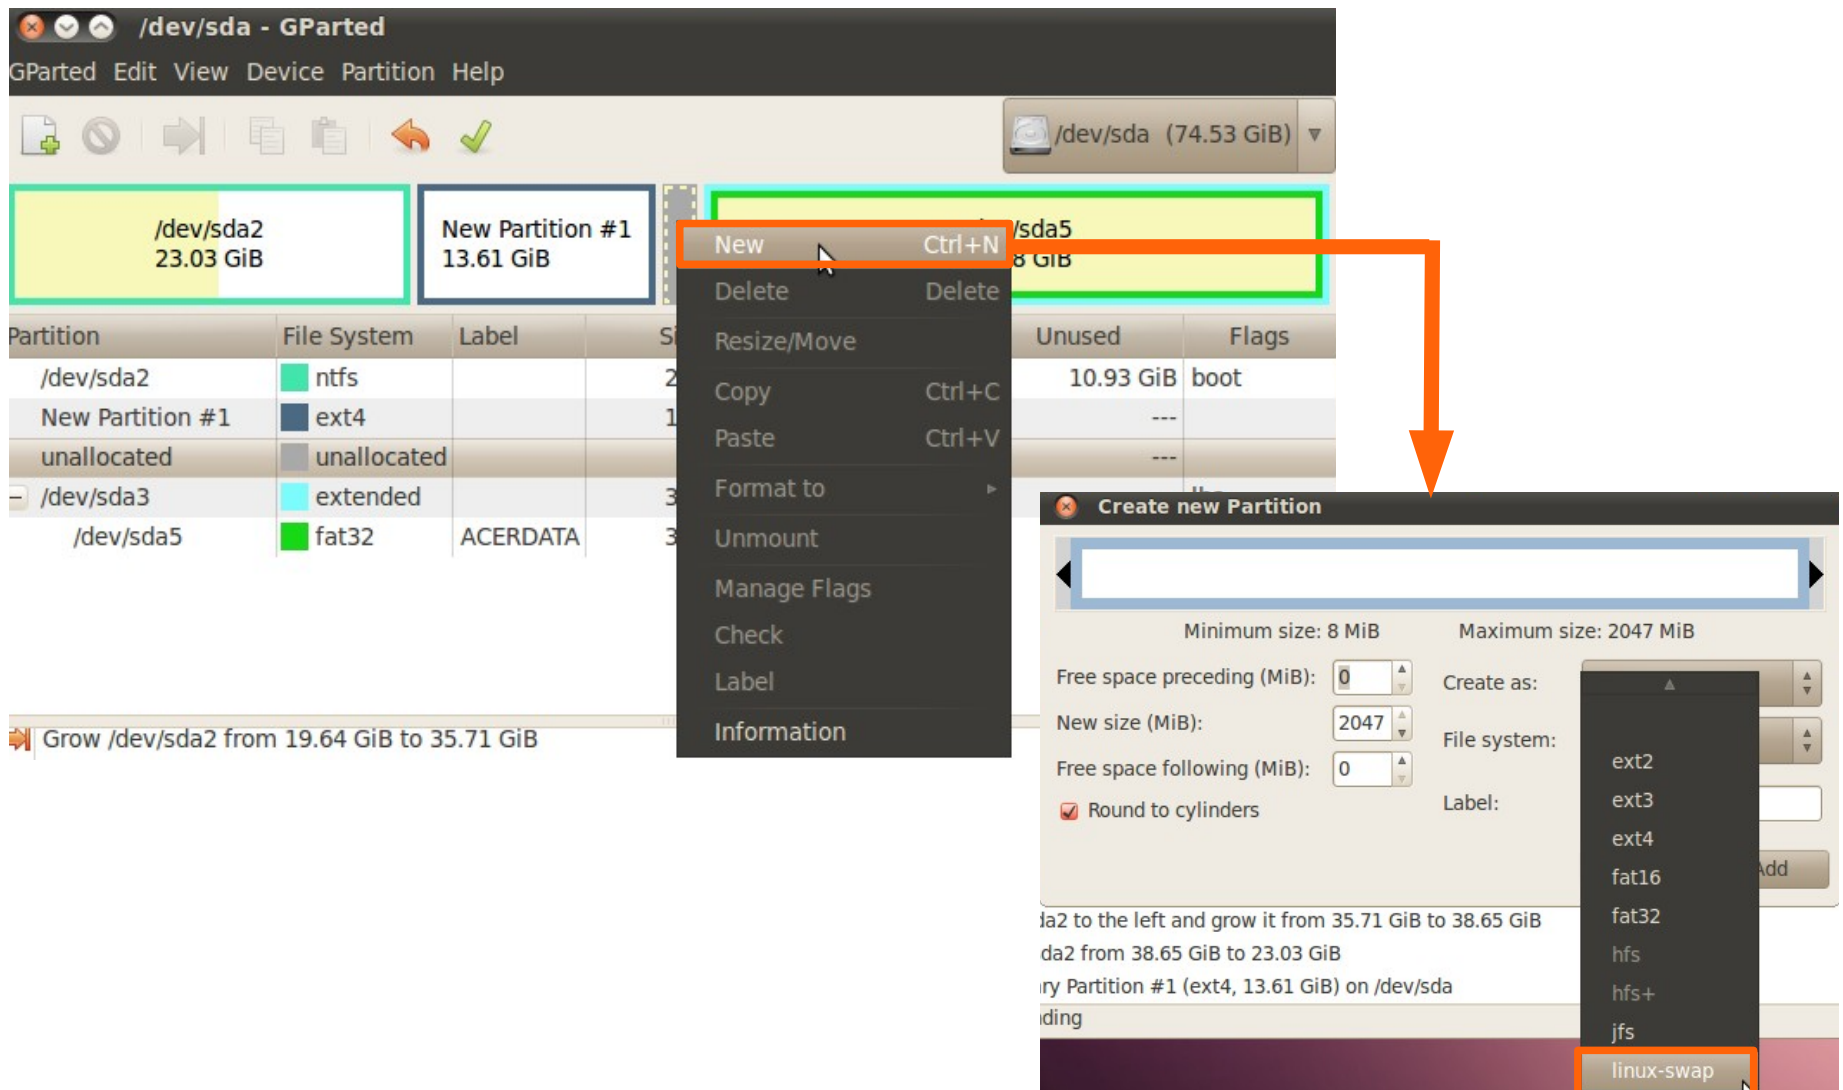 /dev/sda - GParted
GParted Edit View Device Partition Help
/dev/sda (74.53 GiB)
/dev/sda2
23.03 GiB
New Partition #1
13.61 GiB
/sda5
8 GiB
New Ctrl+N
Delete Delete
Resize/Move
Copy Ctrl+C
Paste Ctrl+V
Format to
Unmount
Manage Flags
Check
Label
Information
Partition File System Label Unused Flags
/dev/sda2 ntfs 10.93 GiB boot
New Partition #1 ext4 ---
unallocated unallocated ---
/dev/sda3 extended
/dev/sda5 fat32 ACERDATA
Grow /dev/sda2 from 19.64 GiB to 35.71 GiB
Create new Partition
Minimum size: 8 MiB Maximum size: 2047 MiB
Free space preceding (MiB): 0
New size (MiB): 2047
Free space following (MiB): 0
Round to cylinders
Create as:
File system:
Label:
ext2
ext3
ext4
fat16
fat32
hfs
hfs+
jfs
linux-swap
Add
da2 to the left and grow it from 35.71 GiB to 38.65 GiB
da2 from 38.65 GiB to 23.03 GiB
ry Partition #1 (ext4, 13.61 GiB) on /dev/sda
ding